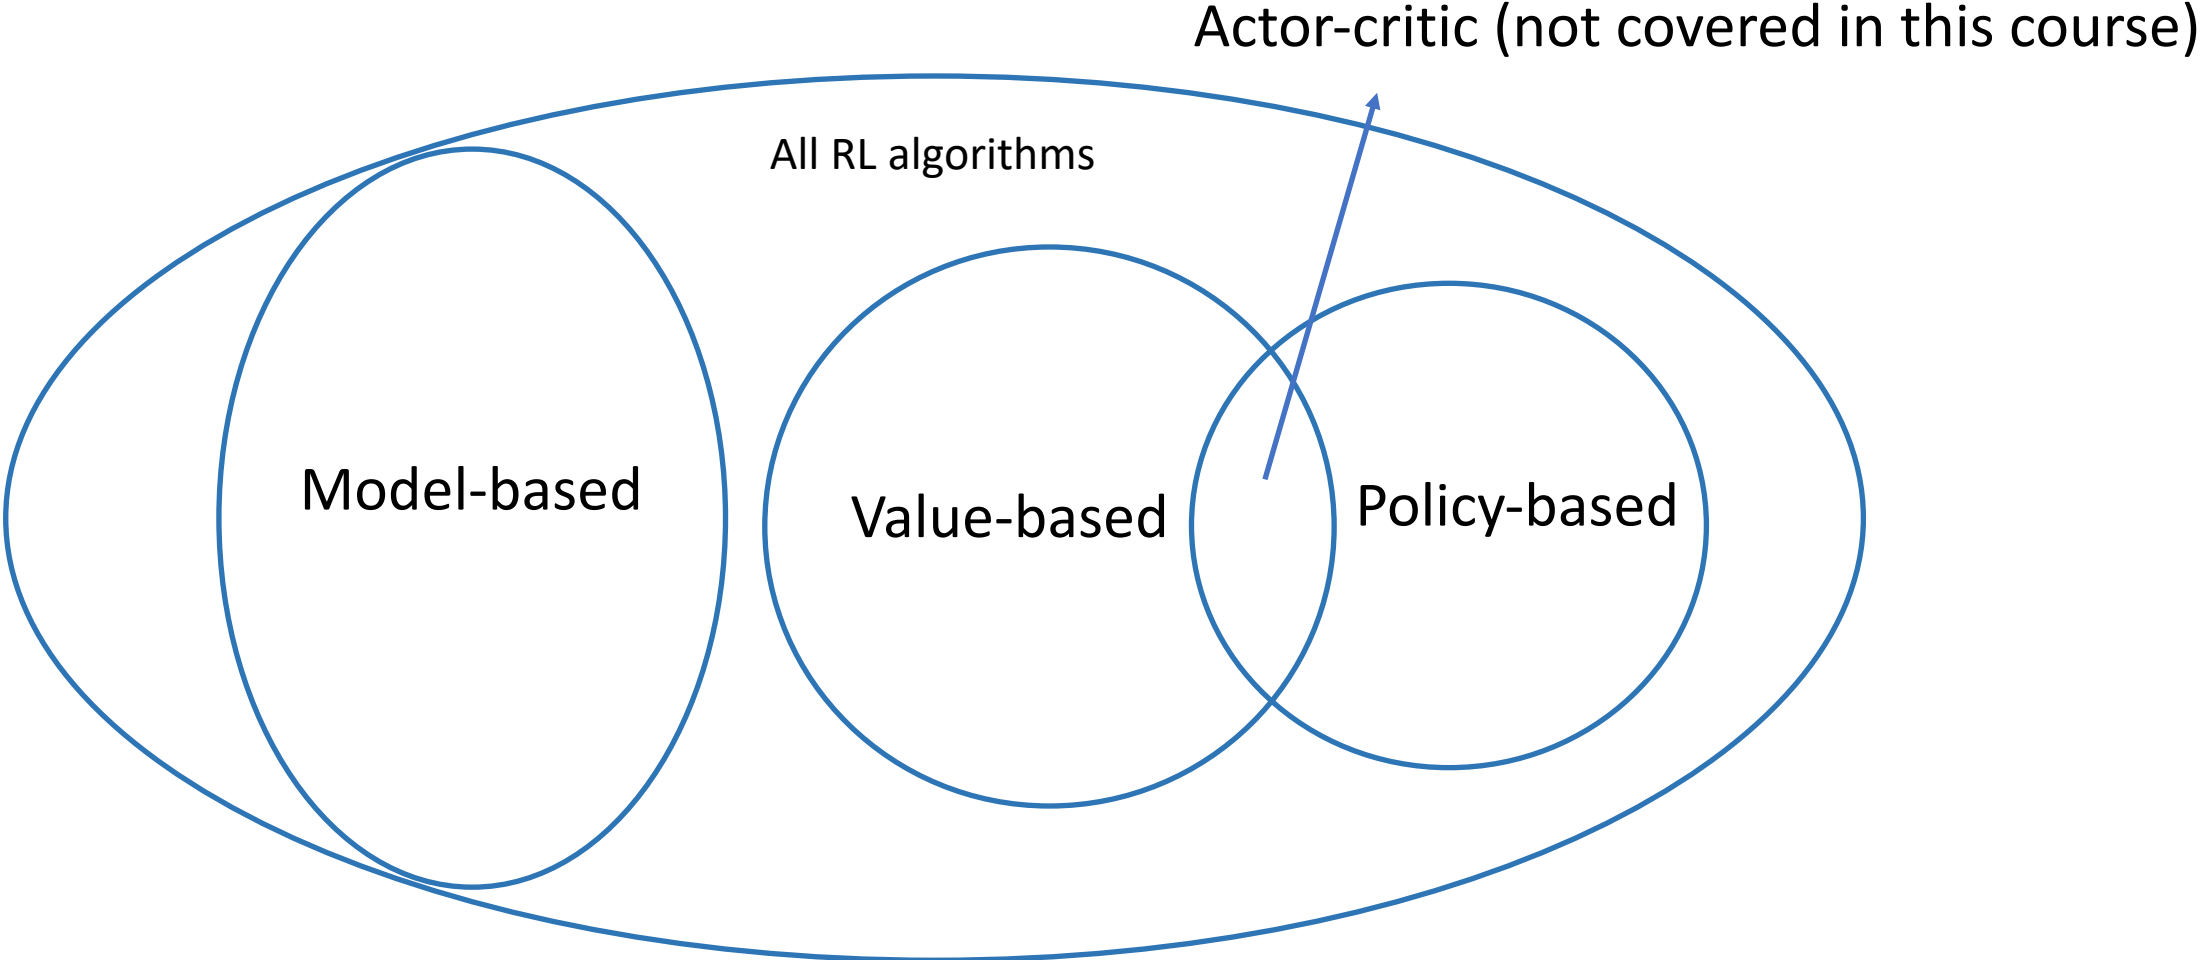 Actor-critic (not covered in this course)
All RL algorithms
Model-based
Value-based
Policy-based